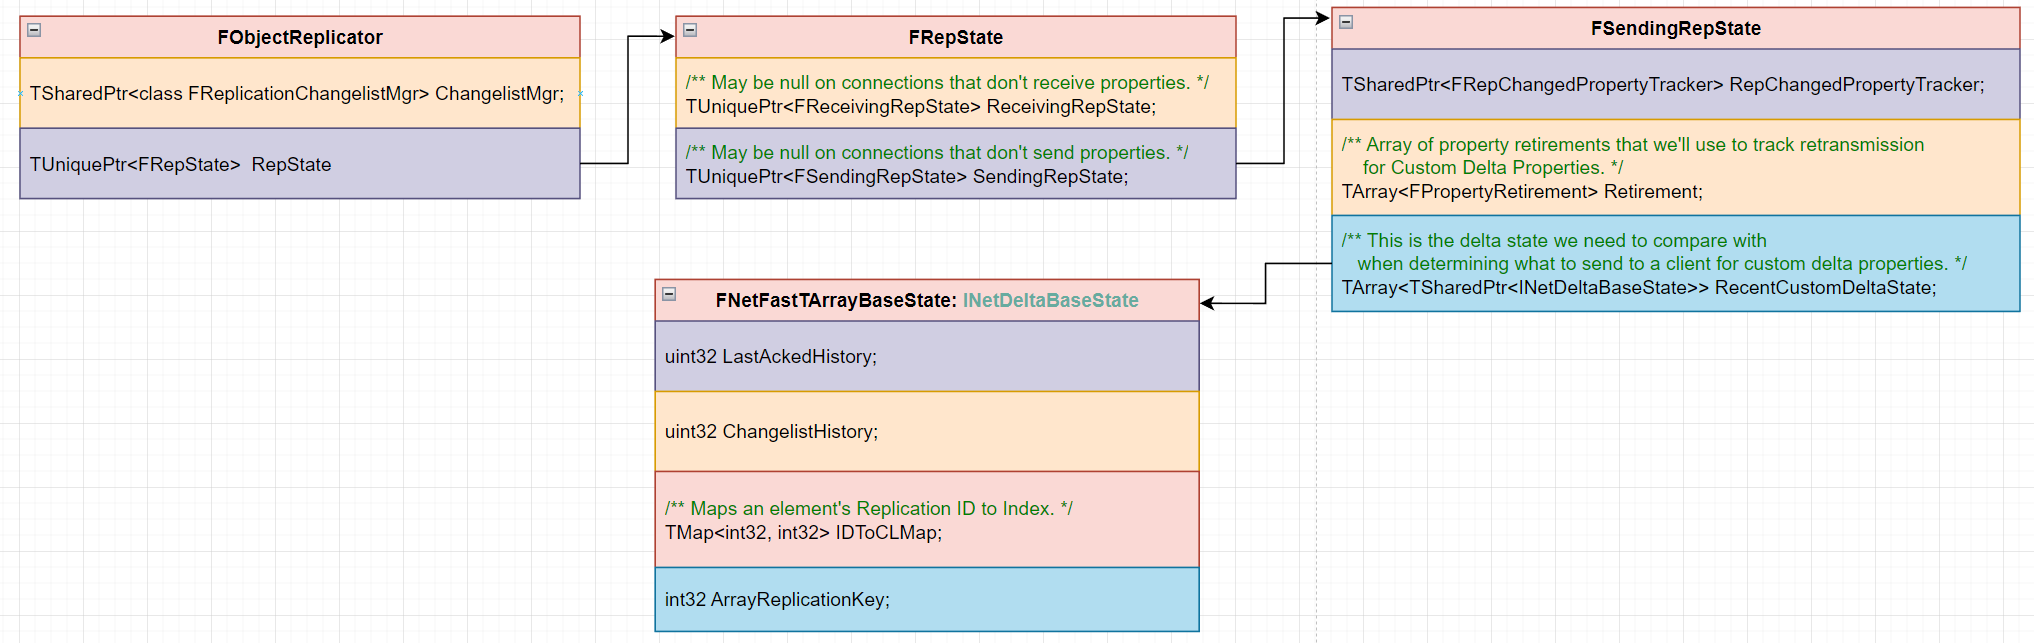 FObjectReplicator
TSharedPtr<class FReplicationChangelistMgr> ChangelistMgr;
TUniquePtr<FRepState>  RepState
FRepState
/** May be null on connections that don't receive properties. */
TUniquePtr<FReceivingRepState> ReceivingRepState;
/** May be null on connections that don't send properties. */
TUniquePtr<FSendingRepState> SendingRepState;
FSendingRepState
TSharedPtr<FRepChangedPropertyTracker> RepChangedPropertyTracker;
/** Array of property retirements that we'll use to track retransmission
for Custom Delta Properties. */
TArray<FPropertyRetirement> Retirement;
/** This is the delta state we need to compare with
when determining what to send to a client for custom delta properties. */
TArray<TSharedPtr<INetDeltaBaseState>> RecentCustomDeltaState;
FNetFastTArrayBaseState: INetDeltaBaseState
uint32 LastAckedHistory;
uint32 ChangelistHistory;
/** Maps an element's Replication ID to Index. */
TMap<int32, int32> IDToCLMap;
int32 ArrayReplicationKey;